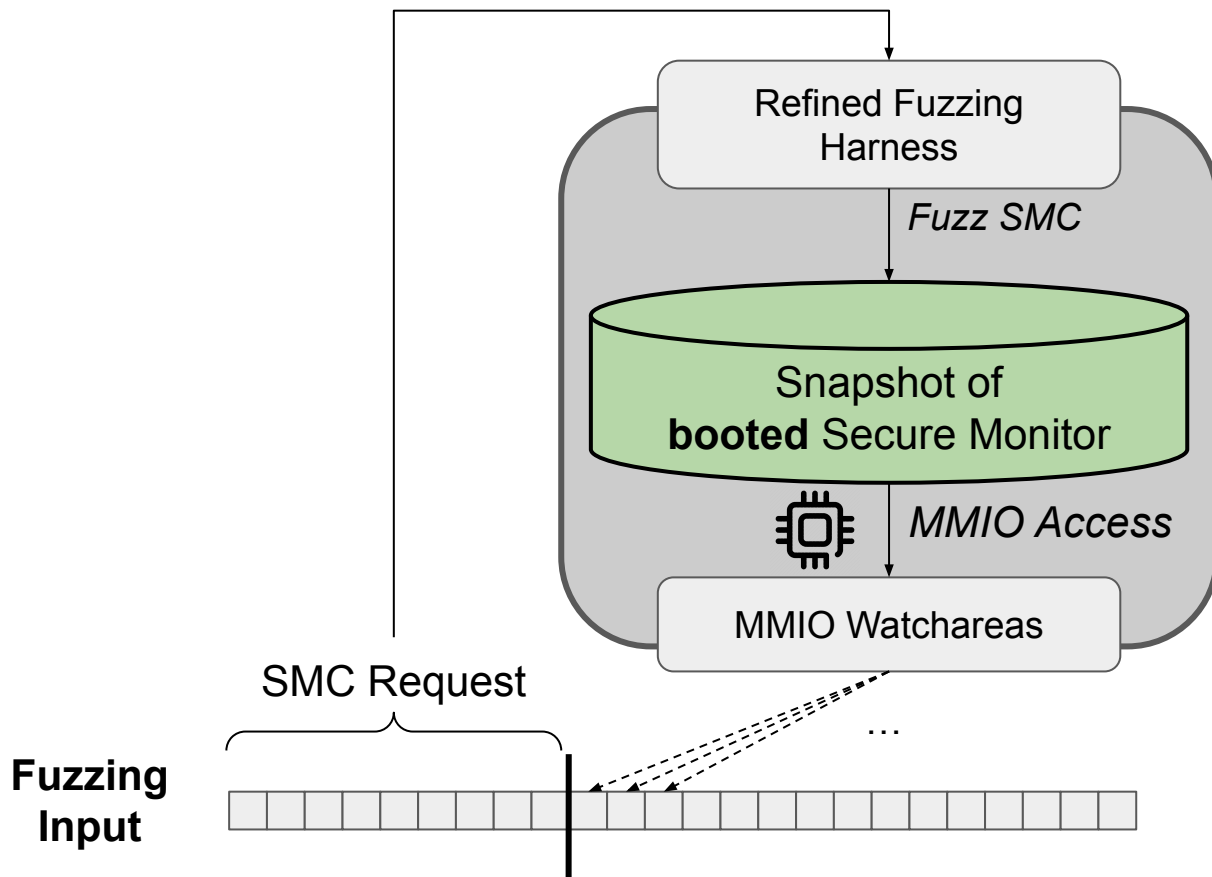 Refined Fuzzing
Harness
Fuzz SMC
Snapshot of
booted Secure Monitor
MMIO Access
MMIO Watchareas
SMC Request
...
Fuzzing
Input